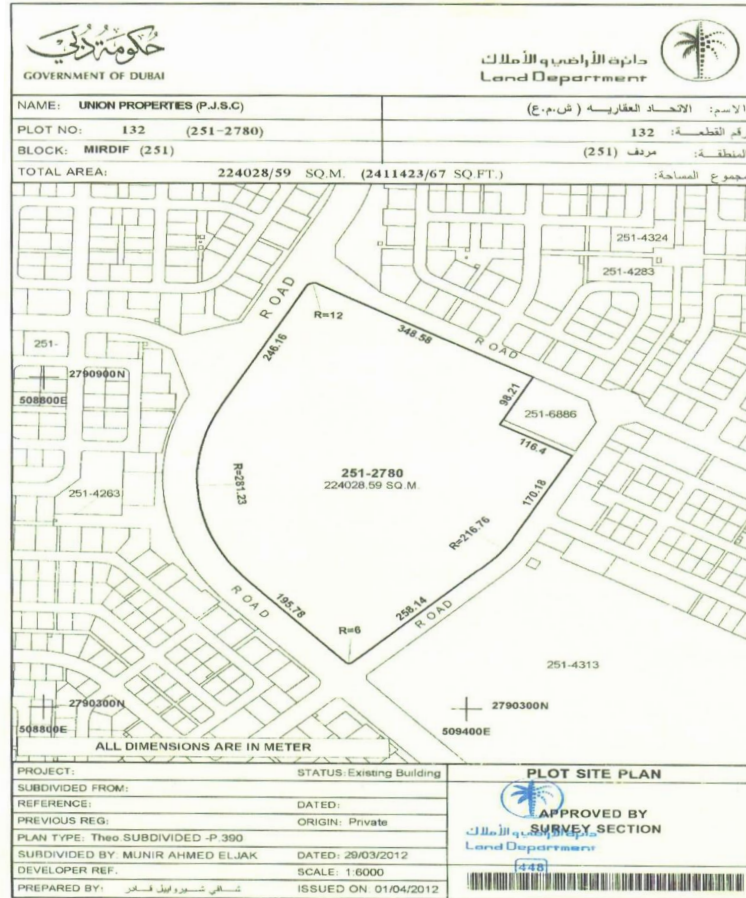 حكومة دبي
GOVERNMENT OF DUBAI
دائرة الأراضي والأملاك
Land Department
NAME: UNION PROPERTIES (P.J.S.C)
الاسم: الاتحاد العقاريه ( ش.م.ع)
PLOT NO: 132 (251-2780)
رقم القطعة: 132
BLOCK: MIRDIF (251)
المنطقة: مردف (251)
TOTAL AREA: 224028/59 SQ.M. (2411423/67 SQ.FT.)
مجموع المساحة:
251-4324
251-4283
ROAD
R=12
246.16
348.58
ROAD
251-
2790900N
508800E
98.21
251-6886
116.4
251-2780
224028.59 SQ.M.
R=281.23
251-4263
170.18
R=216.76
ROAD
195.78
258.14
ROAD
R=6
251-4313
2790300N
508800E
2790300N
509400E
ALL DIMENSIONS ARE IN METER
PROJECT:
STATUS: Existing Building
SUBDIVIDED FROM:
REFERENCE:
DATED:
PREVIOUS REG:
ORIGIN: Private
PLAN TYPE: Theo.SUBDIVIDED -P.390
SUBDIVIDED BY: MUNIR AHMED ELJAK
DATED: 29/03/2012
DEVELOPER REF.
SCALE: 1:6000
PREPARED BY:
ISSUED ON: 01/04/2012
PLOT SITE PLAN
APPROVED BY
SURVEY SECTION
دائرة الأراضي والأملاك
Land Department
448